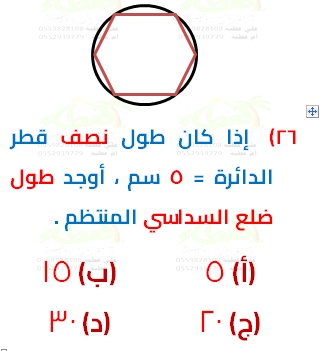 ٢٦) إذا كان طول نصف قطر
الدائرة = ٥ سم ، أوجد طول
ضلع السداسي المنتظم .
(أ) ٥ (ب) ١٥
(ج) ٢٠ (د) ٣٠